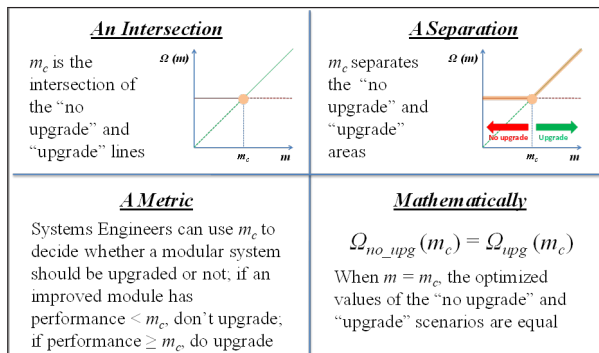 An Intersection
m_c is the
intersection of
the “no
upgrade” and
“upgrade” lines
Ω (m)
m_c
m
A Separation
m_c separates
the “no
upgrade” and
“upgrade”
areas
Ω (m)
No upgrade
Upgrade
m_c
m
A Metric
Systems Engineers can use m_c to
decide whether a modular system
should be upgraded or not; if an
improved module has
performance < m_c, don’t upgrade;
if performance ≥ m_c, do upgrade
Mathematically
Ω_no_upg (m_c) = Ω_upg (m_c)
When m = m_c, the optimized
values of the “no upgrade” and
“upgrade” scenarios are equal